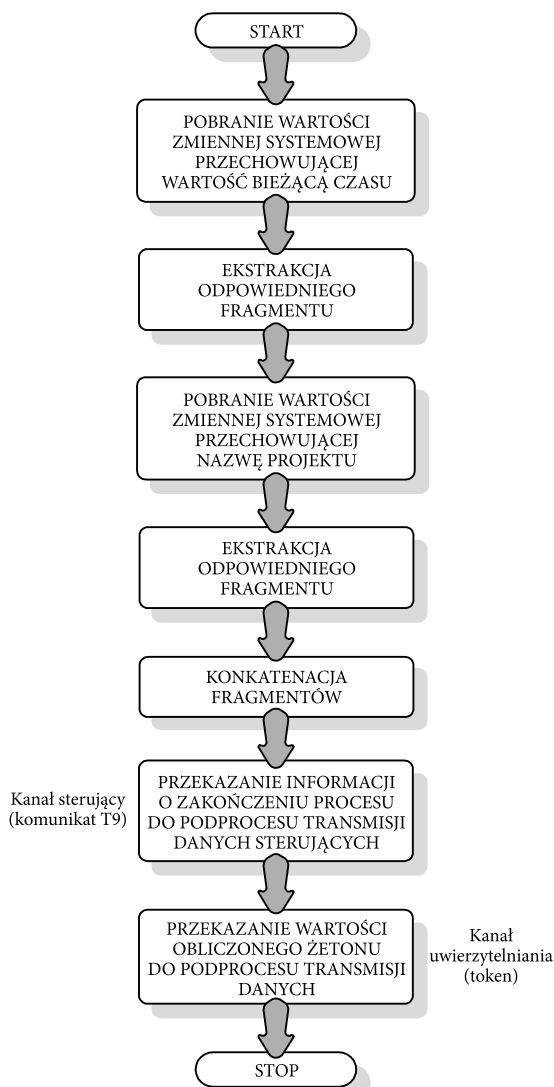 START
POBRANIE WARTOŚCI
ZMIENNEJ SYSTEMOWEJ
PRZECHOWUJĄCEJ
WARTOŚĆ BIEŻĄCĄ CZASU
EKSTRAKCJA
ODPOWIEDNIEGO
FRAGMENTU
POBRANIE WARTOŚCI
ZMIENNEJ SYSTEMOWEJ
PRZECHOWUJĄCEJ
NAZWĘ PROJEKTU
EKSTRAKCJA
ODPOWIEDNIEGO
FRAGMENTU
KONKATENACJA
FRAGMENTÓW
Kanał sterujący
(komunikat T9)
PRZEKAZANIE INFORMACJI
O ZAKOŃCZENIU PROCESU
DO PODPROCESU TRANSMISJI
DANYCH STERUJĄCYCH
PRZEKAZANIE WARTOŚCI
OBLICZONEGO ŻETONU
DO PODPROCESU TRANSMISJI
DANYCH
Kanał
uwierzytelniania
(token)
STOP